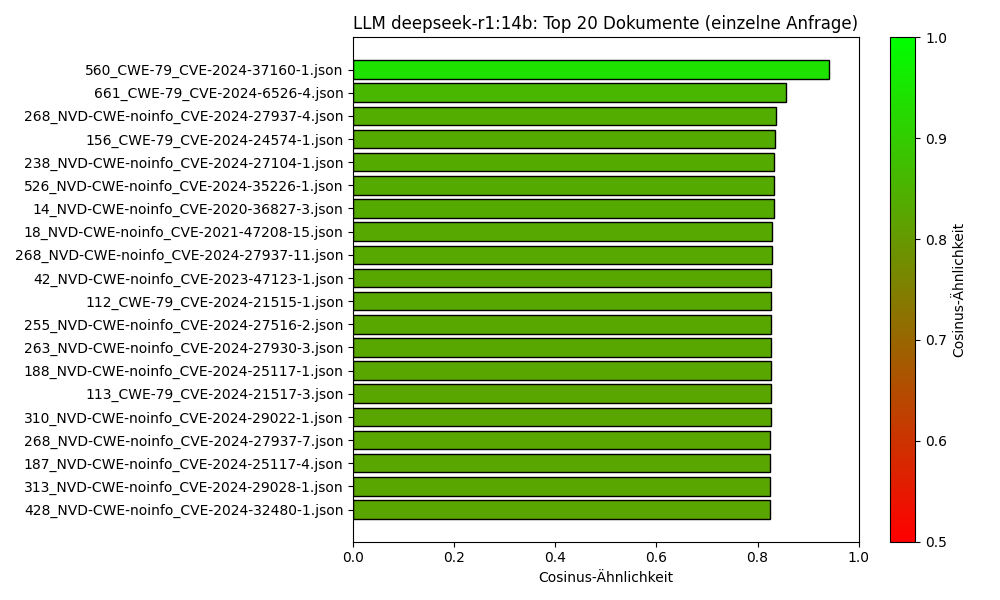 LLM deepseek-r1:14b: Top 20 Dokumente (einzelne Anfrage)
560_CWE-79_CVE-2024-37160-1.json
661_CWE-79_CVE-2024-6526-4.json
268_NVD-CWE-noinfo_CVE-2024-27937-4.json
156_CWE-79_CVE-2024-24574-1.json
238_NVD-CWE-noinfo_CVE-2024-27104-1.json
526_NVD-CWE-noinfo_CVE-2024-35226-1.json
14_NVD-CWE-noinfo_CVE-2020-36827-3.json
18_NVD-CWE-noinfo_CVE-2021-47208-15.json
268_NVD-CWE-noinfo_CVE-2024-27937-11.json
42_NVD-CWE-noinfo_CVE-2023-47123-1.json
112_CWE-79_CVE-2024-21515-1.json
255_NVD-CWE-noinfo_CVE-2024-27516-2.json
263_NVD-CWE-noinfo_CVE-2024-27930-3.json
188_NVD-CWE-noinfo_CVE-2024-25117-1.json
113_CWE-79_CVE-2024-21517-3.json
310_NVD-CWE-noinfo_CVE-2024-29022-1.json
268_NVD-CWE-noinfo_CVE-2024-27937-7.json
187_NVD-CWE-noinfo_CVE-2024-25117-4.json
313_NVD-CWE-noinfo_CVE-2024-29028-1.json
428_NVD-CWE-noinfo_CVE-2024-32480-1.json
0.0 0.2 0.4 0.6 0.8 1.0
Cosinus-Ähnlichkeit
1.0
0.9
0.8
0.7
0.6
0.5
Cosinus-Ähnlichkeit